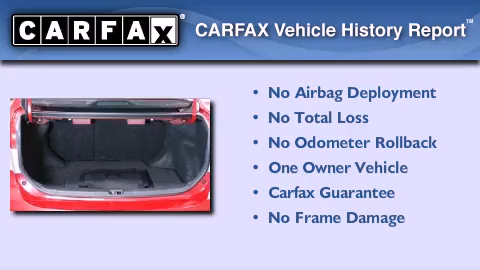 CARFAX® CARFAX Vehicle History Report™
• No Airbag Deployment
• No Total Loss
• No Odometer Rollback
• One Owner Vehicle
• Carfax Guarantee
• No Frame Damage